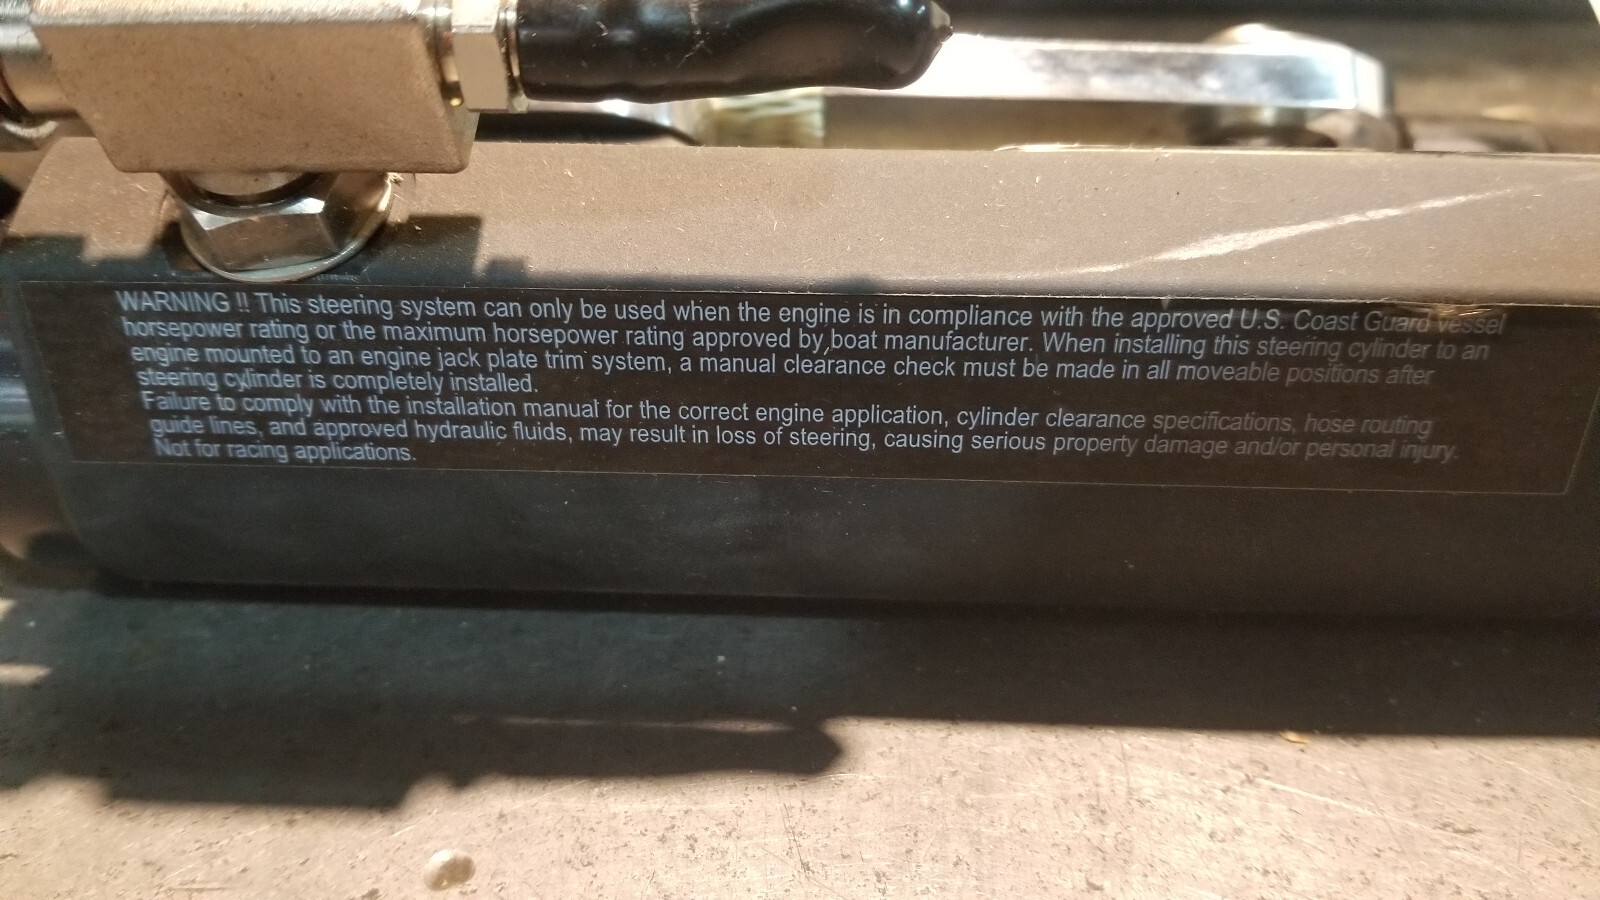 WARNING !! This steering system can only be used when the engine is in compliance with the approved U.S. Coast Guard vessel
horsepower rating or the maximum horsepower rating approved by boat manufacturer. When installing this steering cylinder to an
engine mounted to an engine jack plate trim system, a manual clearance check must be made in all moveable positions after
steering cylinder is completely installed.
Failure to comply with the installation manual for the correct engine application, cylinder clearance specifications, hose routing
guide lines, and approved hydraulic fluids, may result in loss of steering, causing serious property damage and/or personal injury.
Not for racing applications.